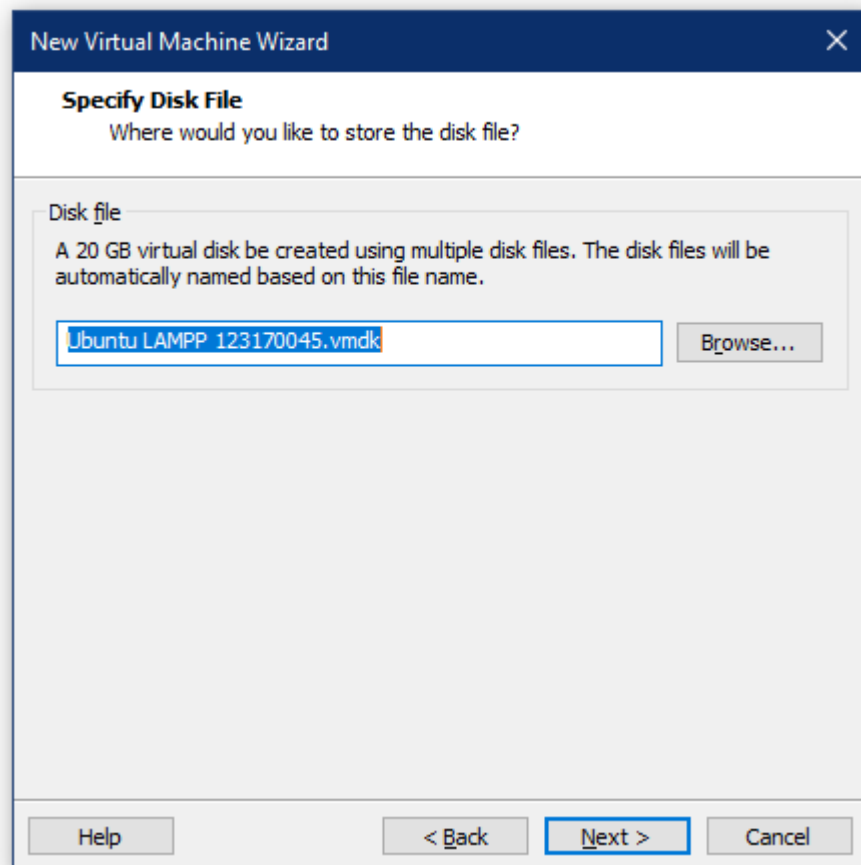 New Virtual Machine Wizard
Specify Disk File
Where would you like to store the disk file?
Disk file
A 20 GB virtual disk be created using multiple disk files. The disk files will be
automatically named based on this file name.
Ubuntu LAMPP 123170045.vmdk
Browse...
Help
< Back
Next >
Cancel